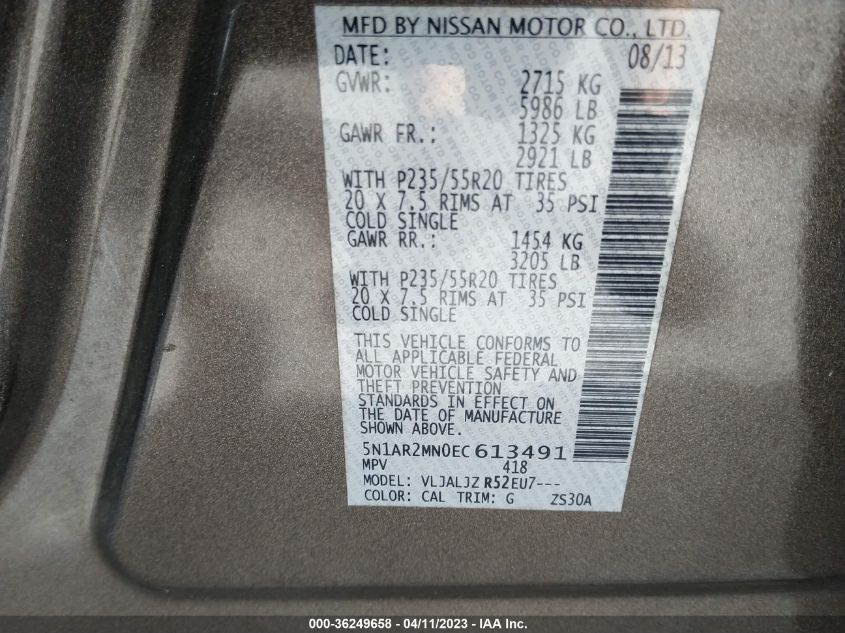 MFD BY NISSAN MOTOR CO., LTD.
DATE: 08/13
GVWR: 2715 KG
5986 LB
GAWR FR.: 1325 KG
2921 LB
WITH P235/55R20 TIRES
20 X 7.5 RIMS AT 35 PSI
COLD SINGLE
GAWR RR.: 1454 KG
3205 LB
WITH P235/55R20 TIRES
20 X 7.5 RIMS AT 35 PSI
COLD SINGLE
THIS VEHICLE CONFORMS TO
ALL APPLICABLE FEDERAL
MOTOR VEHICLE SAFETY AND
THEFT PREVENTION
STANDARDS IN EFFECT ON
THE DATE OF MANUFACTURE
SHOWN ABOVE.
5N1AR2MN0EC613491
MPV 418
MODEL: VLJALJZ R52EU7---
COLOR: CAL TRIM: G ZS30A
000-36249658 - 04/11/2023 - IAA Inc.